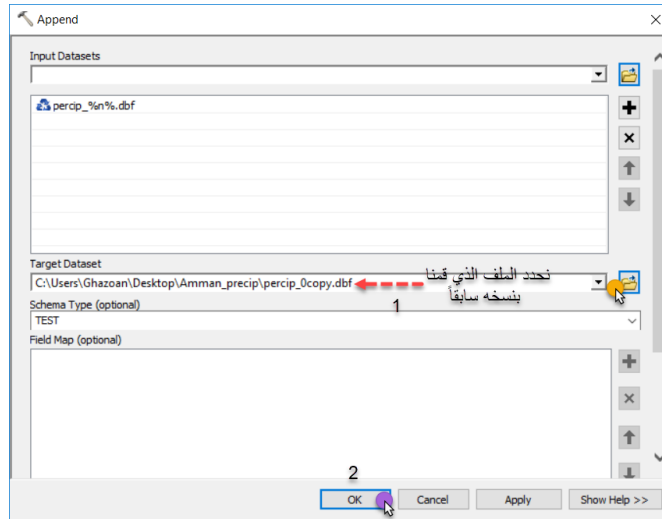 Append
Input Datasets
percip_%n%.dbf
Target Dataset
C:\Users\Ghazoan\Desktop\Amman_precip\percip_0copy.dbf
نحدد الملف الذي قمنا
بنسخه سابقاً
1
Schema Type (optional)
TEST
Field Map (optional)
2
OK
Cancel
Apply
Show Help >>